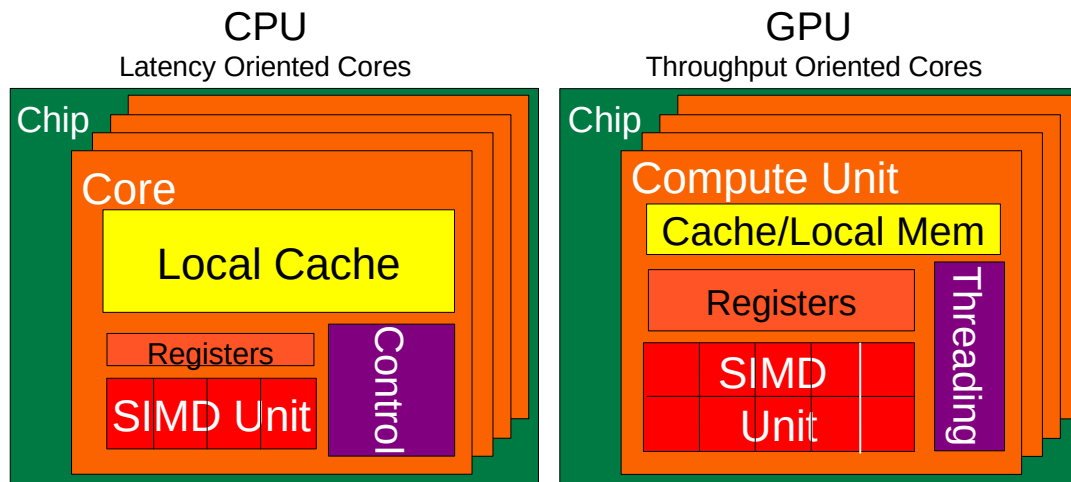 CPU
Latency Oriented Cores
Chip
Core
Local Cache
Registers
SIMD Unit
Control
GPU
Throughput Oriented Cores
Chip
Compute Unit
Cache/Local Mem
Registers
Threading
SIMD
Unit